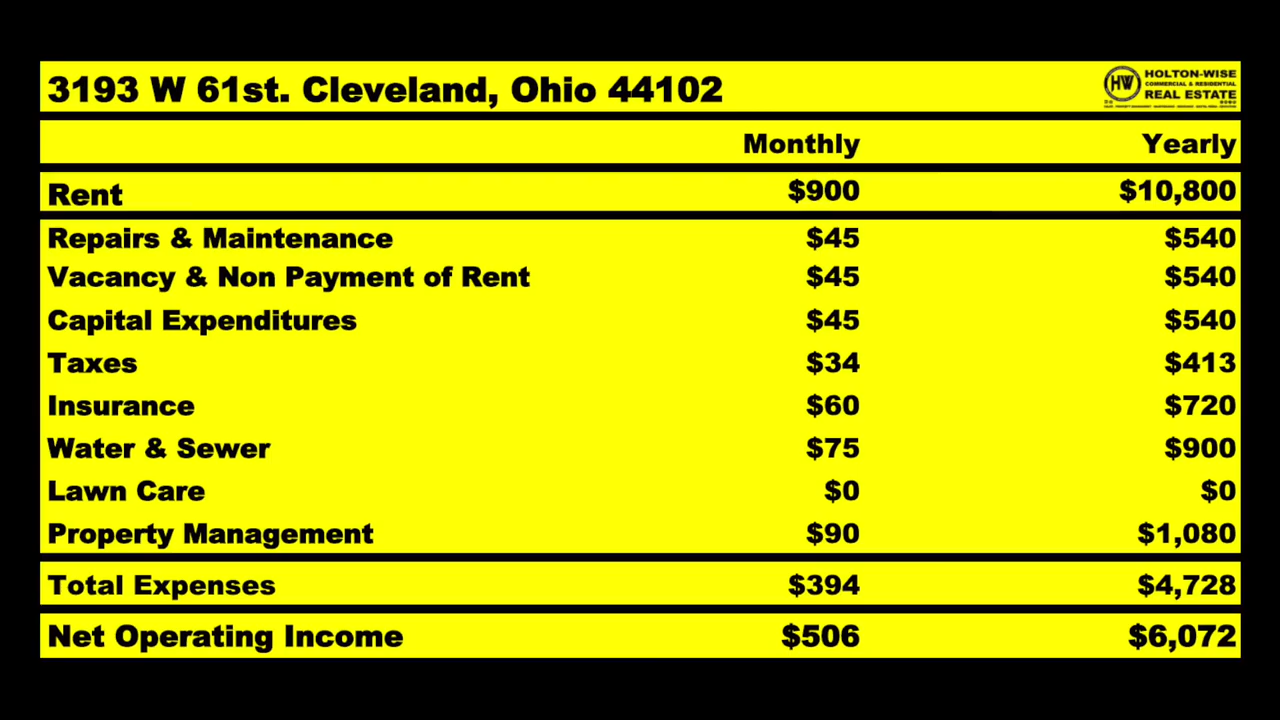 3193 W 61st. Cleveland, Ohio 44102
HW HOLTON-WISE
COMMERCIAL & RESIDENTIAL
REAL ESTATE
Monthly Yearly
Rent $900 $10,800
Repairs & Maintenance $45 $540
Vacancy & Non Payment of Rent $45 $540
Capital Expenditures $45 $540
Taxes $34 $413
Insurance $60 $720
Water & Sewer $75 $900
Lawn Care $0 $0
Property Management $90 $1,080
Total Expenses $394 $4,728
Net Operating Income $506 $6,072